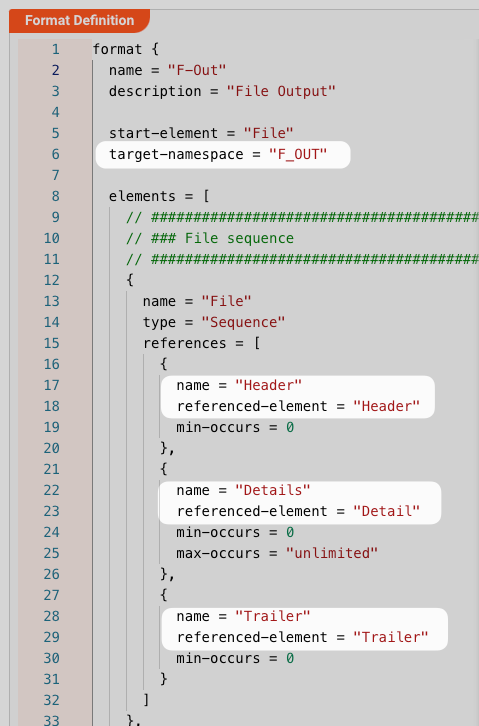 Format Definition
1 format {
2 name = "F-Out"
3 description = "File Output"
4
5 start-element = "File"
6 target-namespace = "F_OUT"
7
8 elements = [
9 // #######################################
10 // ### File sequence
11 // #######################################
12 {
13 name = "File"
14 type = "Sequence"
15 references = [
16 {
17 name = "Header"
18 referenced-element = "Header"
19 min-occurs = 0
20 },
21 {
22 name = "Details"
23 referenced-element = "Detail"
24 min-occurs = 0
25 max-occurs = "unlimited"
26 },
27 {
28 name = "Trailer"
29 referenced-element = "Trailer"
30 min-occurs = 0
31 }
32 ]
33 },